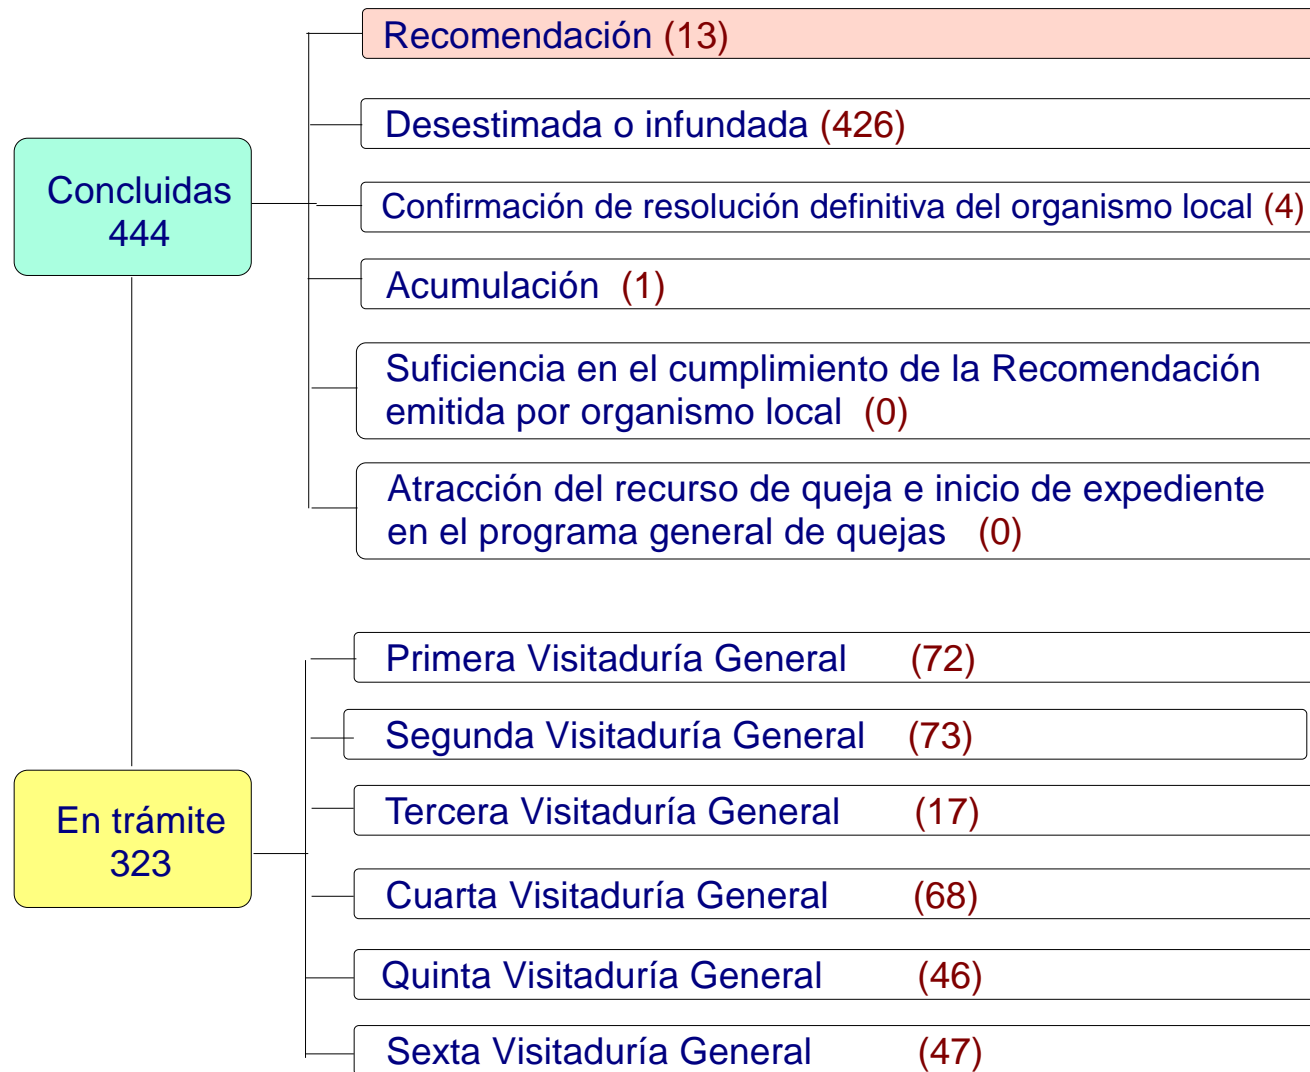 Recomendación (13)
Desestimada o infundada (426)
Concluidas
444
Confirmación de resolución definitiva del organismo local (4)
Acumulación (1)
Suficiencia en el cumplimiento de la Recomendación
emitida por organismo local (0)
Atracción del recurso de queja e inicio de expediente
en el programa general de quejas (0)
Primera Visitaduría General (72)
Segunda Visitaduría General (73)
En trámite
323
Tercera Visitaduría General (17)
Cuarta Visitaduría General (68)
Quinta Visitaduría General (46)
Sexta Visitaduría General (47)